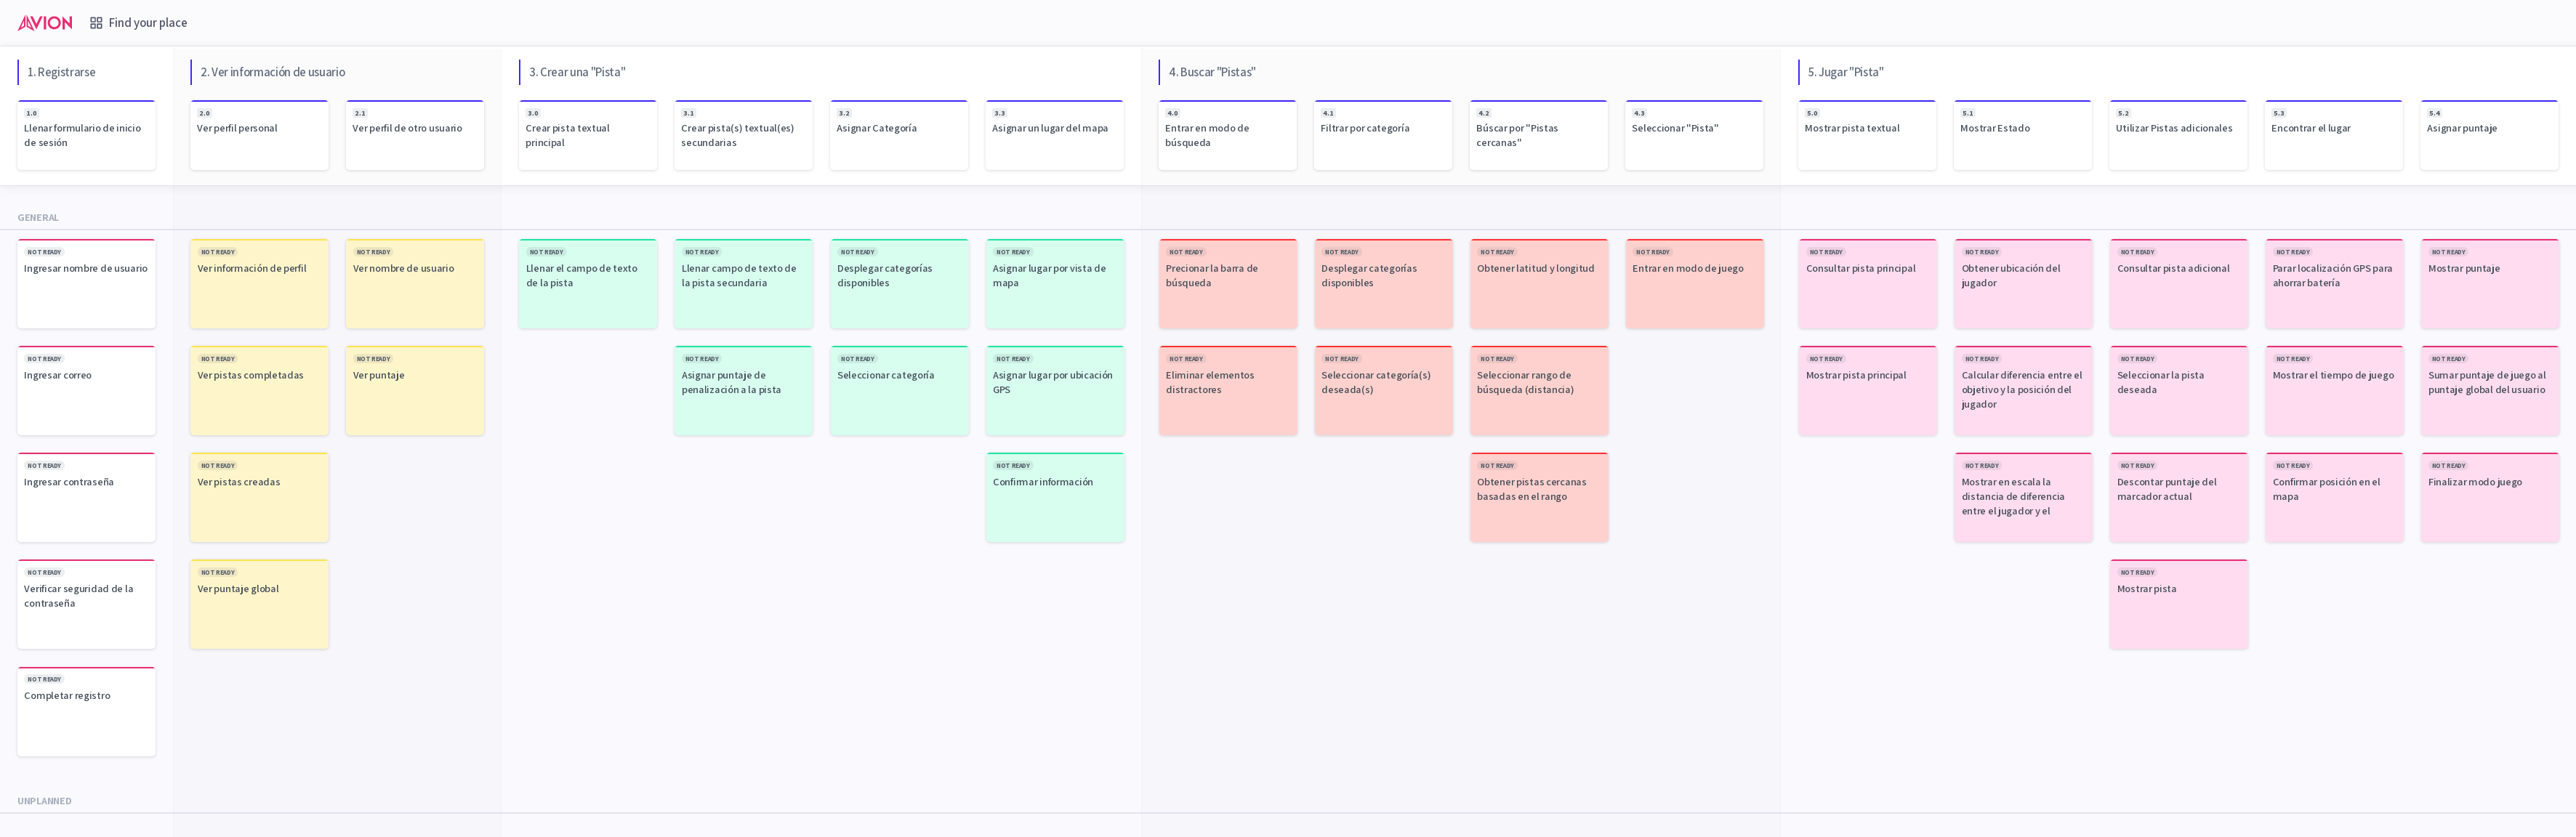 AVION
Find your place
1. Registrarse
2. Ver información de usuario
3. Crear una "Pista"
4. Buscar "Pistas"
5. Jugar "Pista"
1.0
Llenar formulario de inicio
de sesión
2.0
Ver perfil personal
2.1
Ver perfil de otro usuario
3.0
Crear pista textual
principal
3.1
Crear pista(s) textual(es)
secundarias
3.2
Asignar Categoría
3.3
Asignar un lugar del mapa
4.0
Entrar en modo de
búsqueda
4.1
Filtrar por categoría
4.2
Búscar por "Pistas
cercanas"
4.3
Seleccionar "Pista"
5.0
Mostrar pista textual
5.1
Mostrar Estado
5.2
Utilizar Pistas adicionales
5.3
Encontrar el lugar
5.4
Asignar puntaje
GENERAL
NOT READY
Ingresar nombre de usuario
NOT READY
Ver información de perfil
NOT READY
Ver nombre de usuario
NOT READY
Llenar el campo de texto
de la pista
NOT READY
Llenar campo de texto de
la pista secundaria
NOT READY
Desplegar categorías
disponibles
NOT READY
Asignar lugar por vista de
mapa
NOT READY
Precionar la barra de
búsqueda
NOT READY
Desplegar categorías
disponibles
NOT READY
Obtener latitud y longitud
NOT READY
Entrar en modo de juego
NOT READY
Consultar pista principal
NOT READY
Obtener ubicación del
jugador
NOT READY
Consultar pista adicional
NOT READY
Parar localización GPS para
ahorrar batería
NOT READY
Mostrar puntaje
NOT READY
Ingresar correo
NOT READY
Ver pistas completadas
NOT READY
Ver puntaje
NOT READY
Asignar puntaje de
penalización a la pista
NOT READY
Seleccionar categoría
NOT READY
Asignar lugar por ubicación
GPS
NOT READY
Eliminar elementos
distractores
NOT READY
Seleccionar categoría(s)
deseada(s)
NOT READY
Seleccionar rango de
búsqueda (distancia)
NOT READY
Mostrar pista principal
NOT READY
Calcular diferencia entre el
objetivo y la posición del
jugador
NOT READY
Seleccionar la pista
deseada
NOT READY
Mostrar el tiempo de juego
NOT READY
Sumar puntaje de juego al
puntaje global del usuario
NOT READY
Ingresar contraseña
NOT READY
Ver pistas creadas
NOT READY
Confirmar información
NOT READY
Obtener pistas cercanas
basadas en el rango
NOT READY
Mostrar en escala la
distancia de diferencia
entre el jugador y el
NOT READY
Descontar puntaje del
marcador actual
NOT READY
Confirmar posición en el
mapa
NOT READY
Finalizar modo juego
NOT READY
Verificar seguridad de la
contraseña
NOT READY
Ver puntaje global
NOT READY
Mostrar pista
NOT READY
Completar registro
UNPLANNED